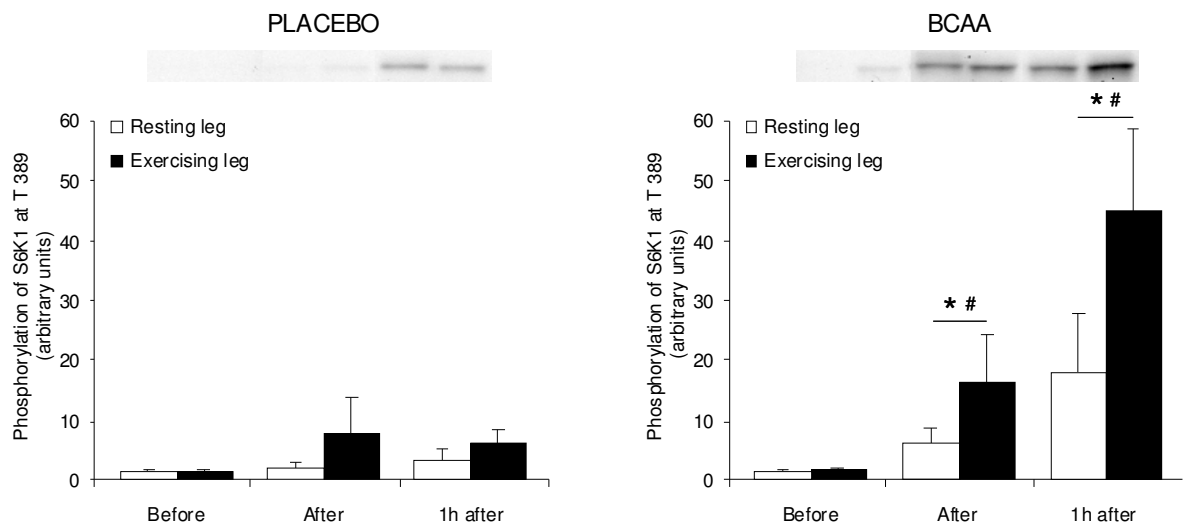 PLACEBO
60
50
40
30
20
10
0
Phosphorylation of S6K1 at T 389
(arbitrary units)
Resting leg
Exercising leg
Before
After
1h after
BCAA
60
50
40
30
20
10
0
Phosphorylation of S6K1 at T 389
(arbitrary units)
Resting leg
Exercising leg
* #
* #
Before
After
1h after